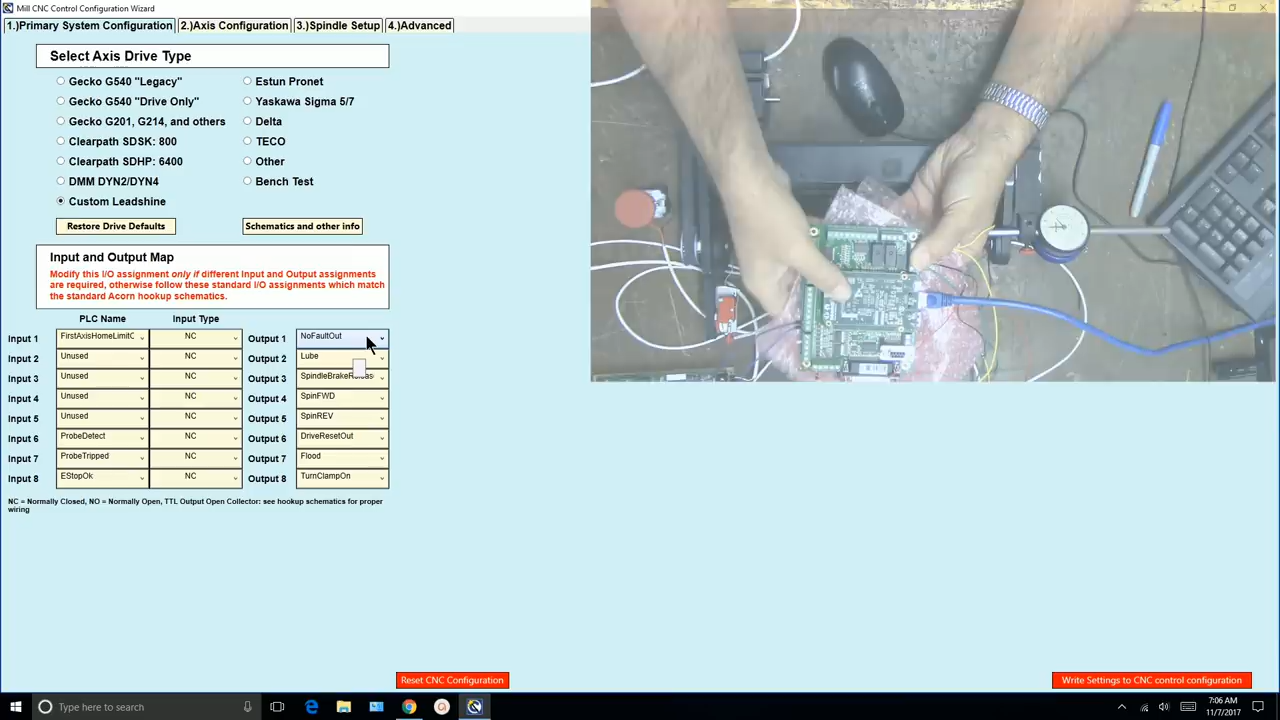 Mill CNC Control Configuration Wizard
1.)Primary System Configuration 2.)Axis Configuration 3.)Spindle Setup 4.)Advanced
Select Axis Drive Type
Gecko G540 "Legacy" Estun Pronet
Gecko G540 "Drive Only" Yaskawa Sigma 5/7
Gecko G201, G214, and others Delta
Clearpath SDSK: 800 TECO
Clearpath SDHP: 6400 Other
DMM DYN2/DYN4 Bench Test
Custom Leadshine
Restore Drive Defaults Schematics and other info
Input and Output Map
Modify this I/O assignment only if different Input and Output assignments
are required, otherwise follow these standard I/O assignments which match
the standard Acorn hookup schematics.
PLC Name Input Type
Input 1 FirstAxisHomeLimitO NC Output 1 NoFaultOut
Input 2 Unused NC Output 2 Lube
Input 3 Unused NC Output 3
Input 4 Unused NC Output 4 SpinFWD
Input 5 Unused NC Output 5 SpinREV
Input 6 ProbeDetect NC Output 6 DriveResetOut
Input 7 ProbeTripped NC Output 7 Flood
Input 8 EStopOk NC Output 8 TurnClampOn
NC = Normally Closed, NO = Normally Open, TTL Output Open Collector: see hookup schematics for proper
wiring
Reset CNC Configuration Write Settings to CNC control configuration
Type here to search
7:06 AM
11/7/2017